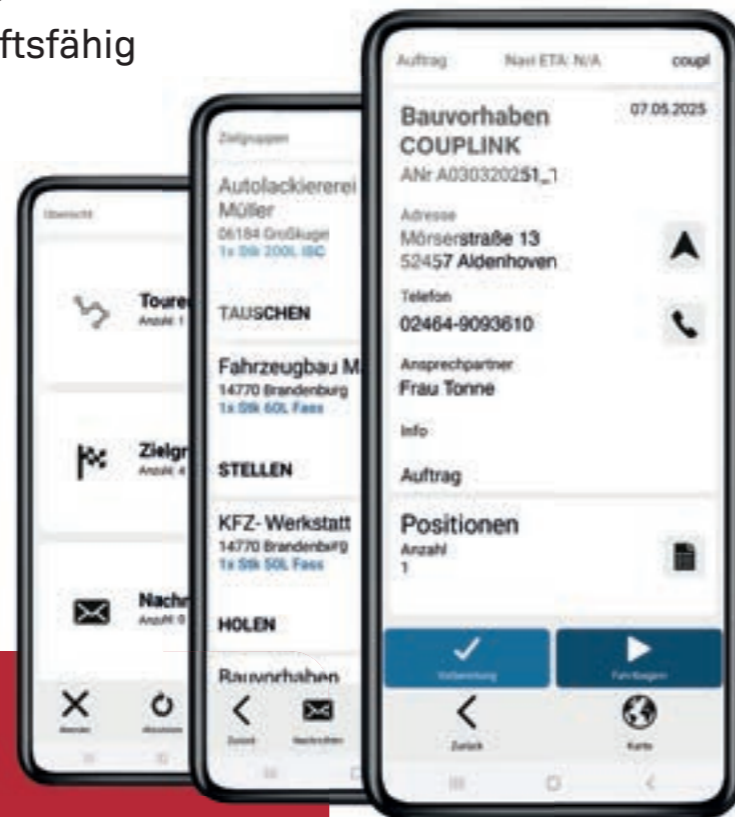 ftsfähig
Übersicht
Toure
Anzahl: 1
Zielgr
Anzahl: 4
Nachr
Anzahl: 0
Zielgruppen
Autolackiererei
Müller
06184 Großkugel
1x Stk 200L IBC
TAUSCHEN
Fahrzeugbau M
14770 Brandenburg
1x Stk 60L Fass
STELLEN
KFZ- Werkstatt
14770 Brandenburg
1x Stk 50L Fass
HOLEN
Bauvorhaben
Zurück
Nachrichten
Auftrag
Navi ETA: N/A
coupl
Bauvorhaben
COUPLINK
07.05.2025
ANr A030320251_1
Adresse
Mörserstraße 13
52457 Aldenhoven
Telefon
02464-9093610
Ansprechpartner
Frau Tonne
Info
Auftrag
Positionen
Anzahl
1
Vorbereitung
Fahrtbeginn
Zurück
Karte